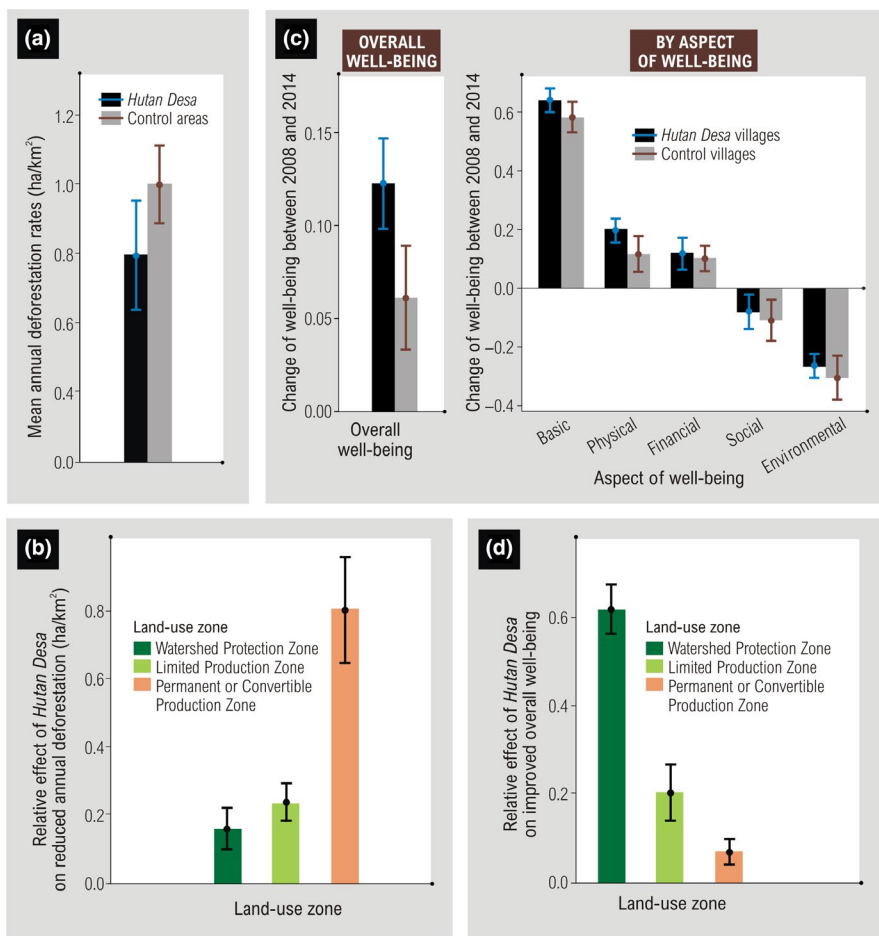 (a)
Mean annual deforestation rates (ha/km²)
1.2
1.0
0.8
0.6
0.4
0.0
Hutan Desa
Control areas
(c)
OVERALL
WELL-BEING
Change of well-being between 2008 and 2014
0.15
0.10
0.05
0.00
Overall
well-being
BY ASPECT
OF WELL-BEING
Change of well-being between 2008 and 2014
0.6
0.4
0.2
0.0
–0.2
–0.4
Hutan Desa villages
Control villages
Basic
Physical
Financial
Social
Environmental
Aspect of well-being
(b)
Relative effect of Hutan Desa
on reduced annual deforestation (ha/km²)
0.8
0.6
0.4
0.2
0.0
Land-use zone
Watershed Protection Zone
Limited Production Zone
Permanent or Convertible
Production Zone
Land-use zone
(d)
Relative effect of Hutan Desa
on improved overall well-being
0.6
0.4
0.2
0.0
Land-use zone
Watershed Protection Zone
Limited Production Zone
Permanent or Convertible
Production Zone
Land-use zone